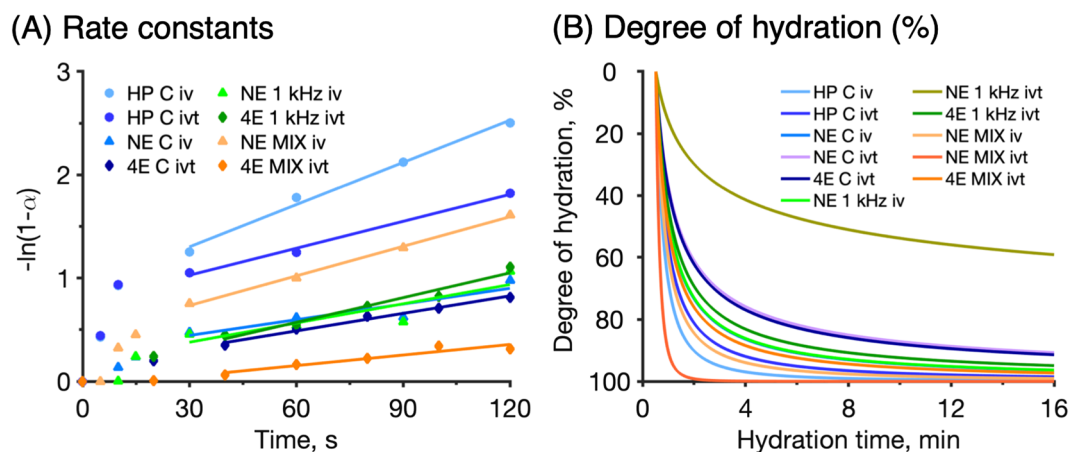 (A) Rate constants
3
2
1
0
-ln(1-α)
HP C iv
HP C ivt
NE C iv
4E C ivt
NE 1 kHz iv
4E 1 kHz ivt
NE MIX iv
4E MIX ivt
0 30 60 90 120
Time, s
(B) Degree of hydration (%)
0
20
40
60
80
100
Degree of hydration, %
HP C iv
HP C ivt
NE C iv
NE C ivt
4E C ivt
NE 1 kHz iv
NE 1 kHz ivt
4E 1 kHz ivt
NE MIX iv
NE MIX ivt
4E MIX ivt
0 4 8 12 16
Hydration time, min